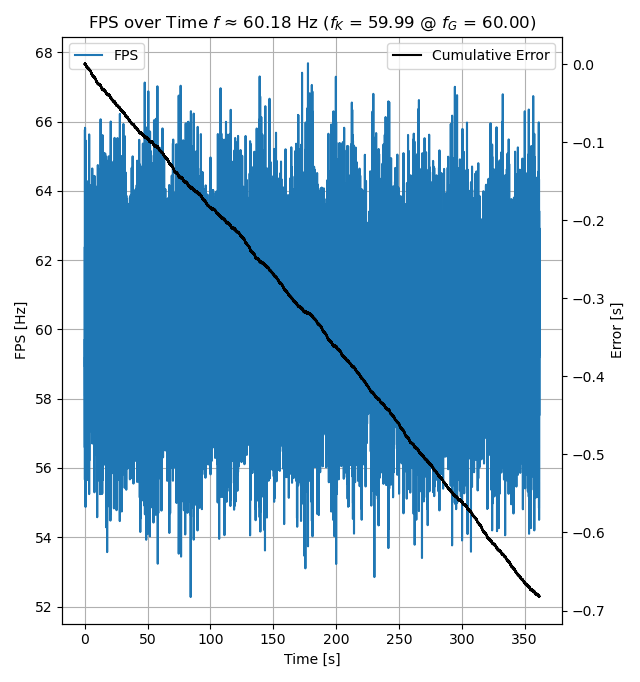 FPS over Time f ≈ 60.18 Hz (f_K = 59.99 @ f_G = 60.00)
FPS
Cumulative Error
68
66
64
62
60
58
56
54
52
0.0
−0.1
−0.2
−0.3
−0.4
−0.5
−0.6
−0.7
FPS [Hz]
Error [s]
0 50 100 150 200 250 300 350
Time [s]